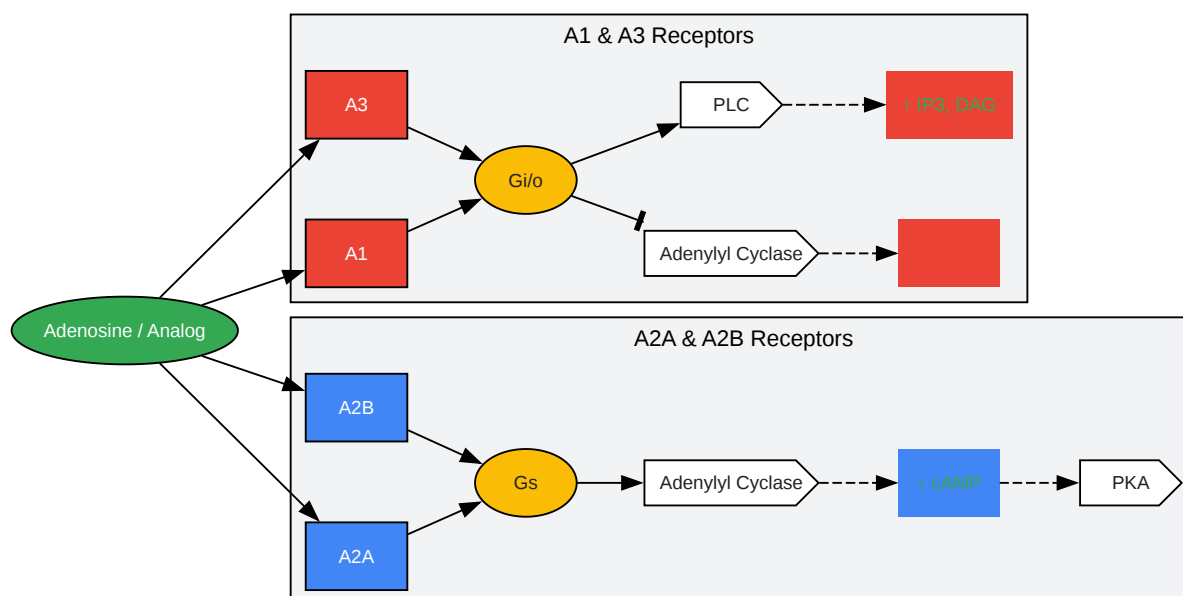 A1 & A3 Receptors
A3
PLC
↑ IP3, DAG
Gi/o
A1
Adenylyl Cyclase
Adenosine / Analog
A2A & A2B Receptors
A2B
Gs
Adenylyl Cyclase
↑ cAMP
PKA
A2A